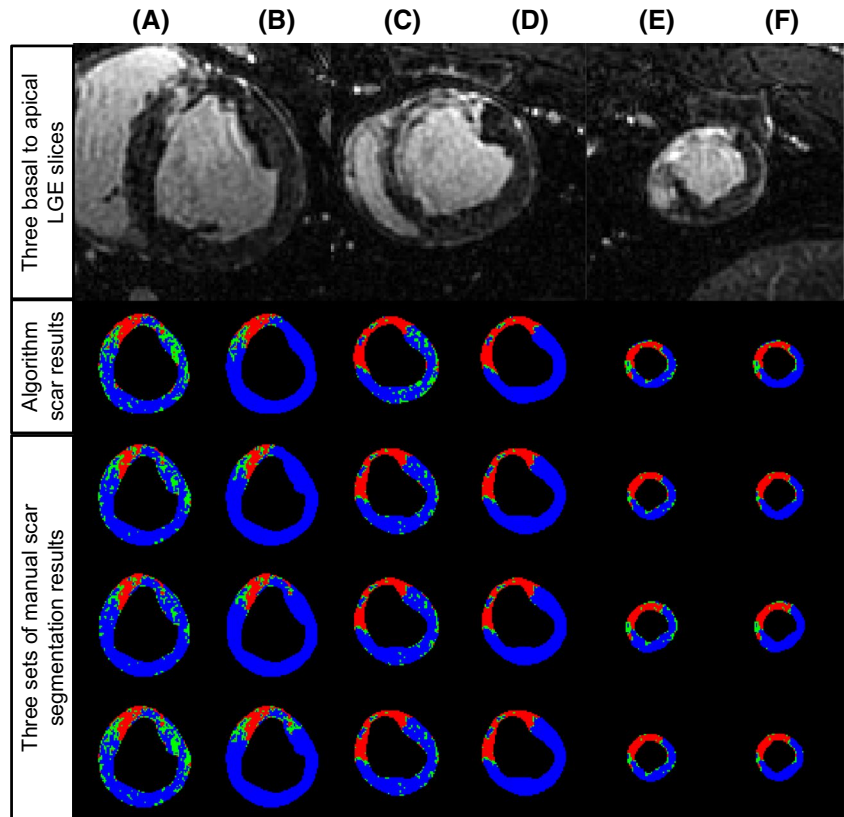 (A) (B) (C) (D) (E) (F)
Three basal to apical
LGE slices
Algorithm
scar results
Three sets of manual scar
segmentation results